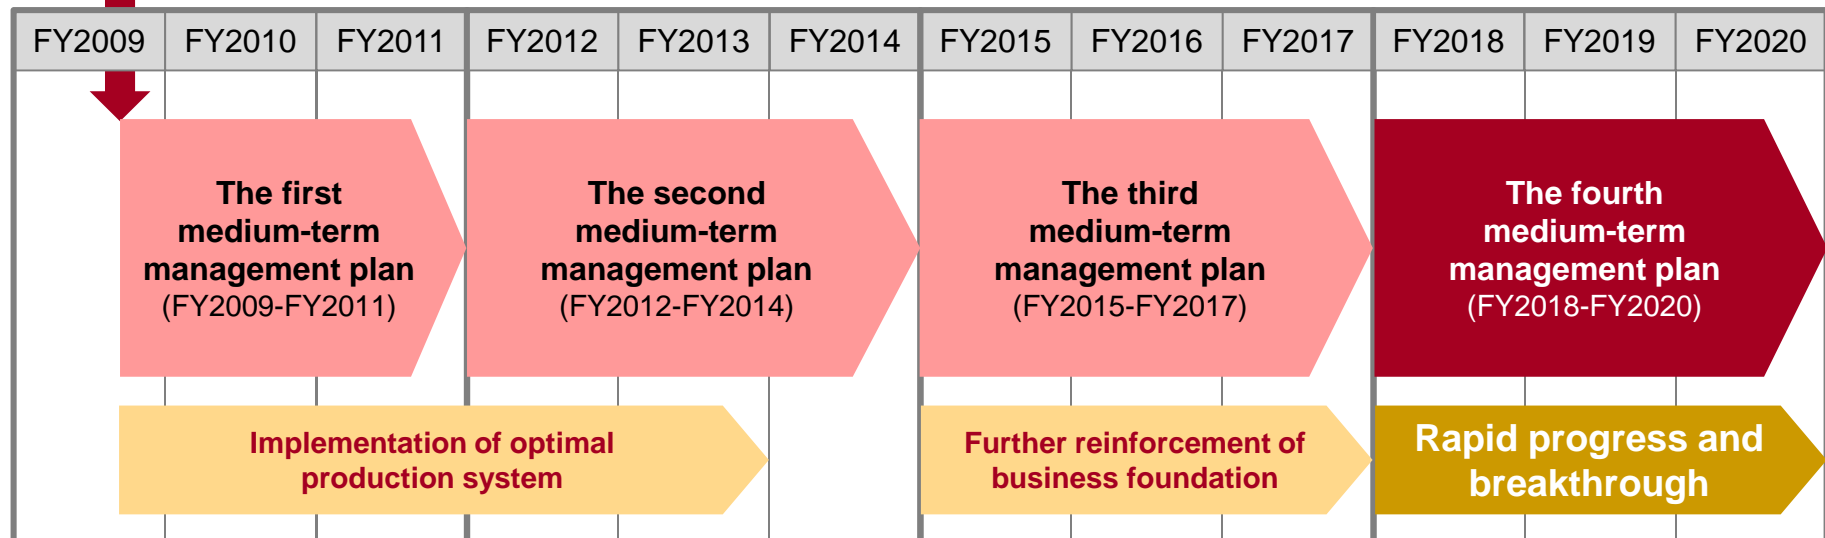 FY2009 FY2010 FY2011 FY2012 FY2013 FY2014 FY2015 FY2016 FY2017 FY2018 FY2019 FY2020
The first
medium-term
management plan
(FY2009-FY2011)
The second
medium-term
management plan
(FY2012-FY2014)
The third
medium-term
management plan
(FY2015-FY2017)
The fourth
medium-term
management plan
(FY2018-FY2020)
Implementation of optimal
production system
Further reinforcement of
business foundation
Rapid progress and
breakthrough